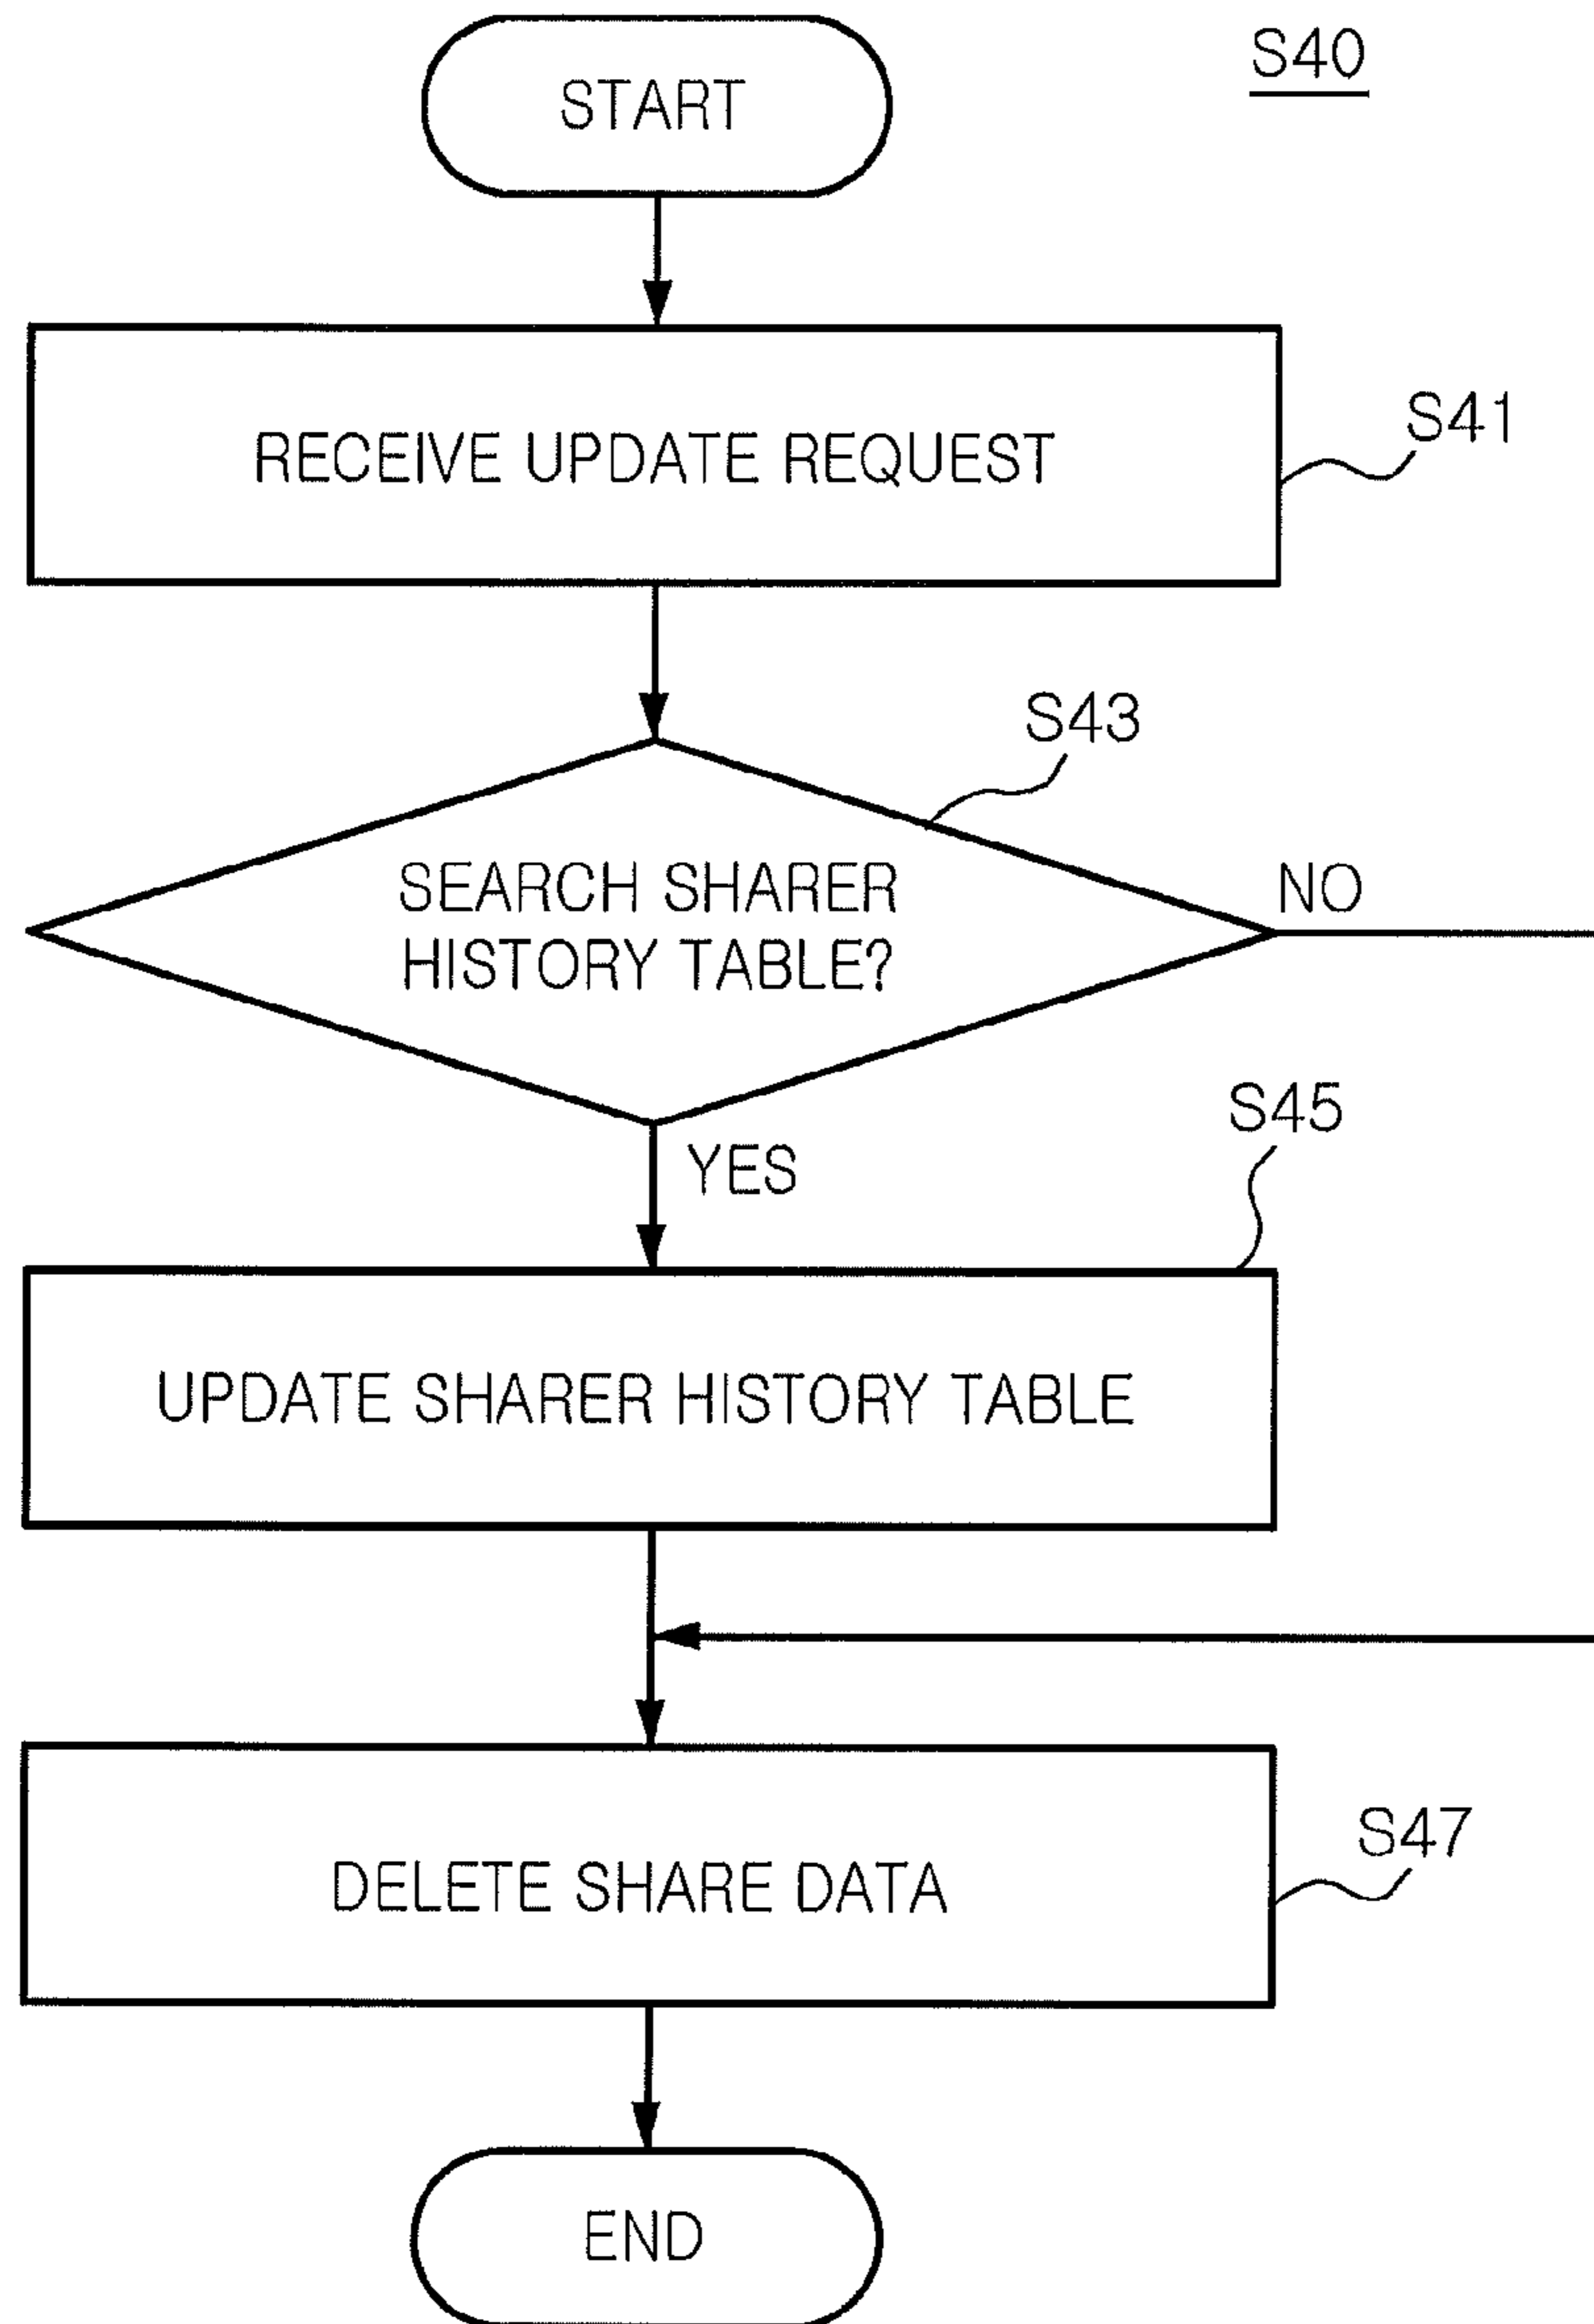 S40
START
RECEIVE UPDATE REQUEST
S41
S43
SEARCH SHARER
HISTORY TABLE?
NO
YES
S45
UPDATE SHARER HISTORY TABLE
DELETE SHARE DATA
S47
END